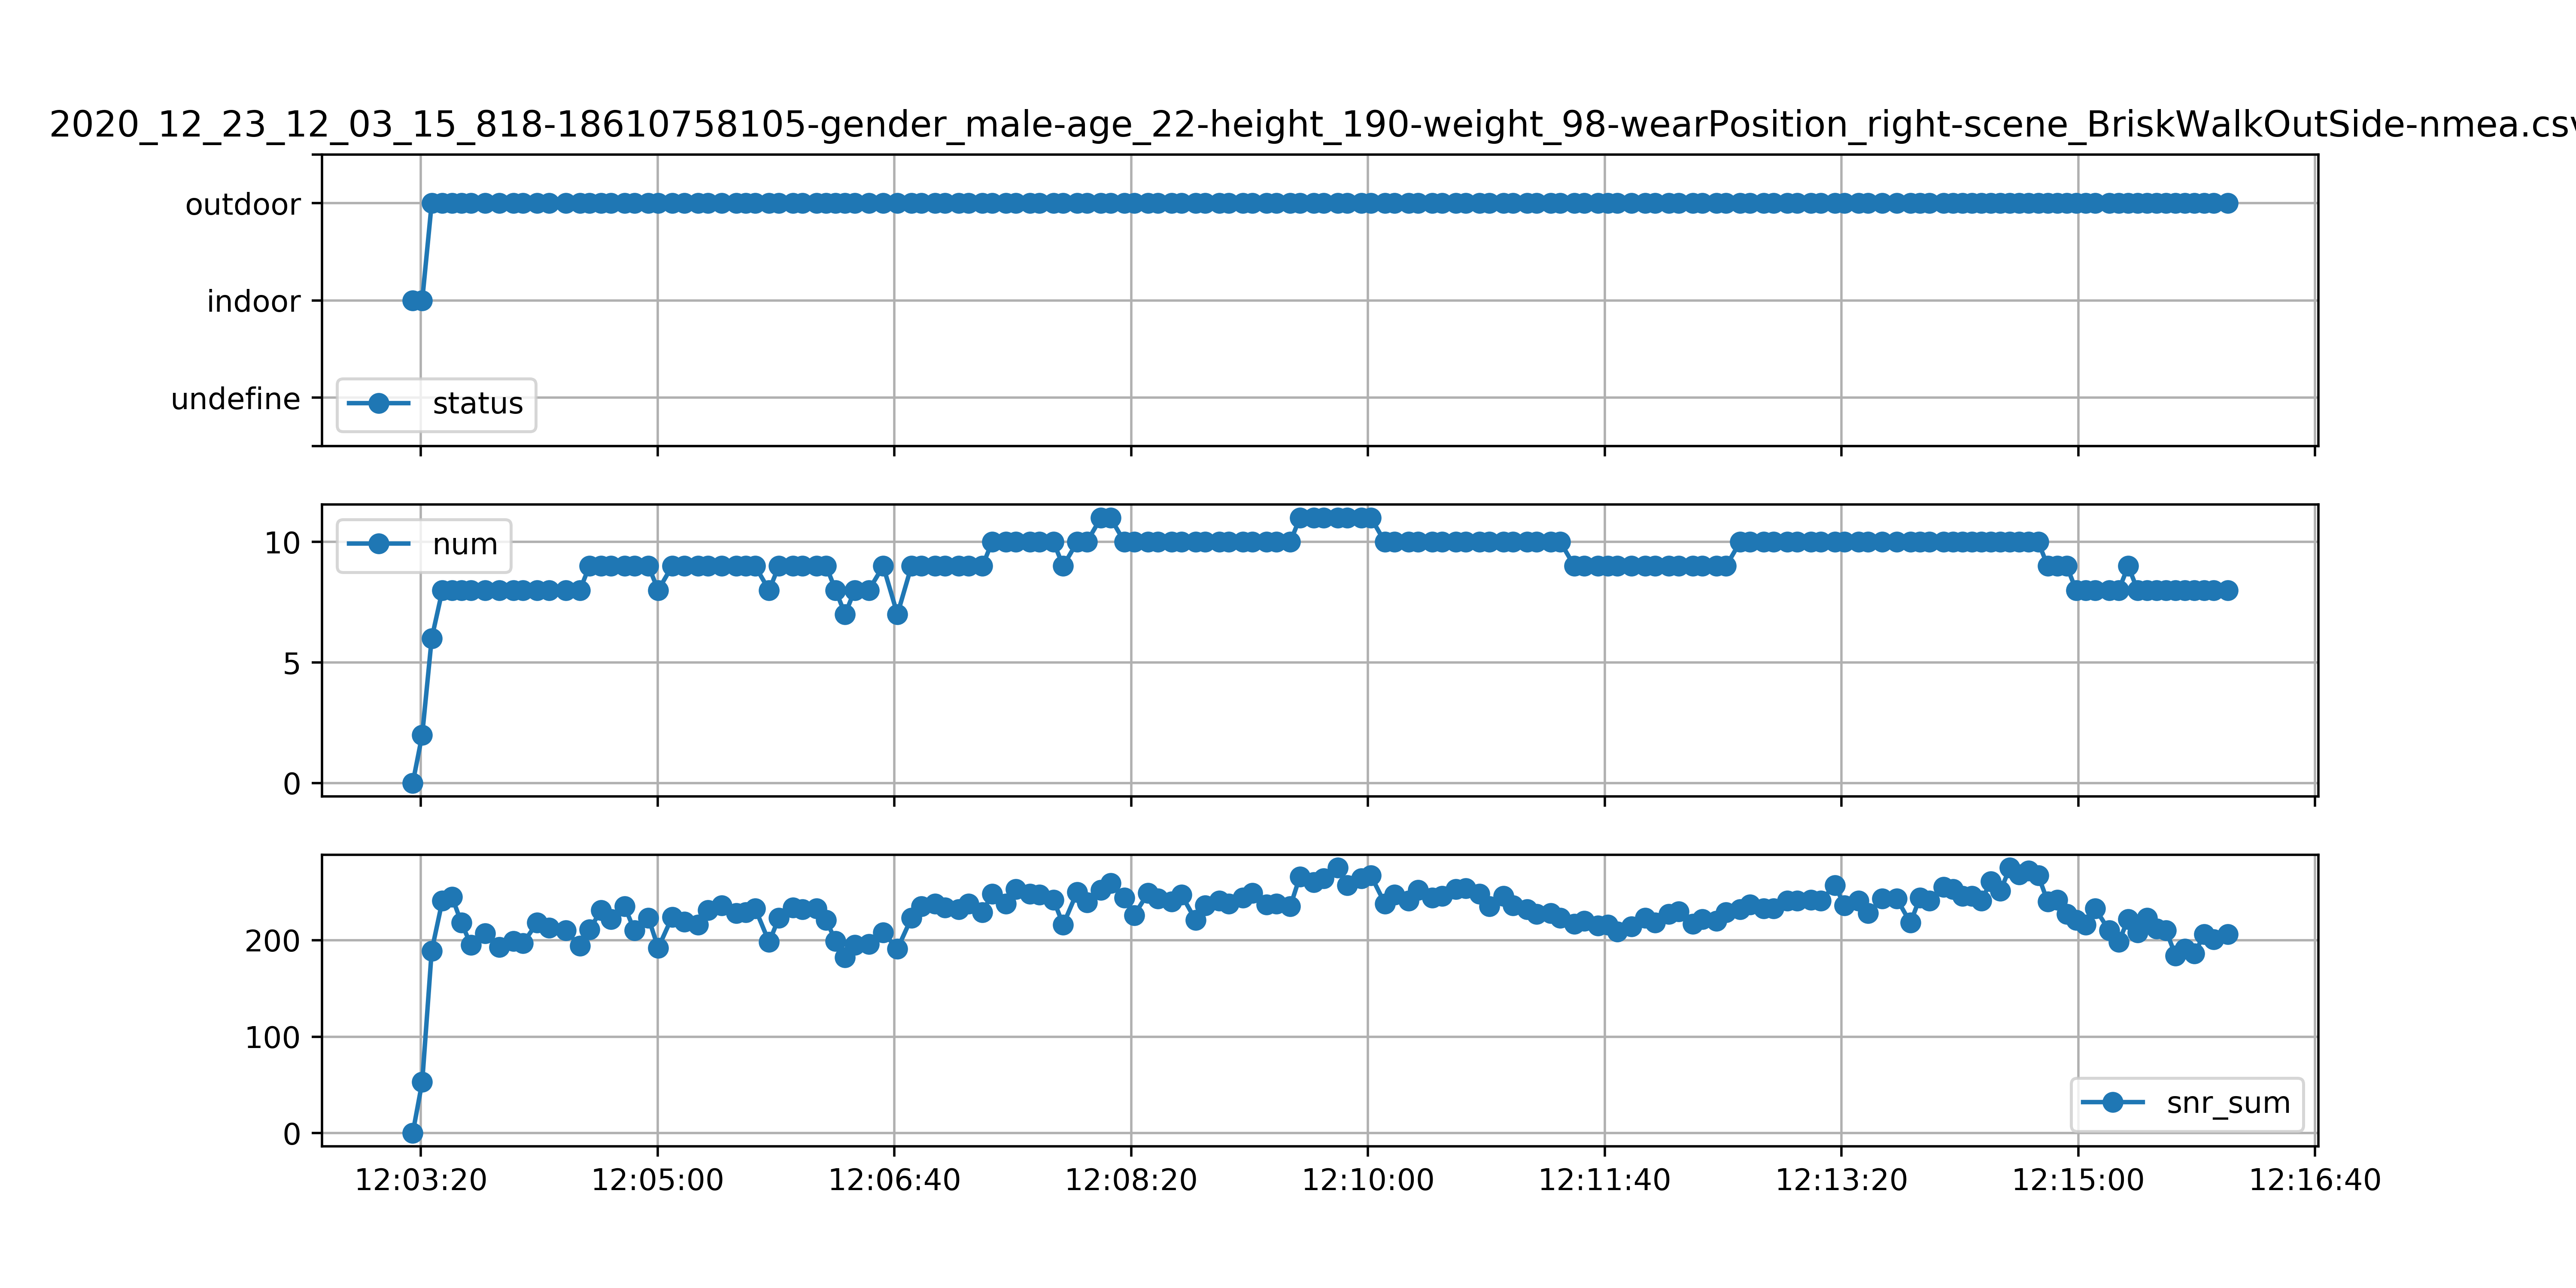 2020_12_23_12_03_15_818-18610758105-gender_male-age_22-height_190-weight_98-wearPosition_right-scene_BriskWalkOutSide-nmea.csv
outdoor
indoor
undefine
status
10
5
0
num
200
100
0
snr_sum
12:03:20 12:05:00 12:06:40 12:08:20 12:10:00 12:11:40 12:13:20 12:15:00 12:16:40